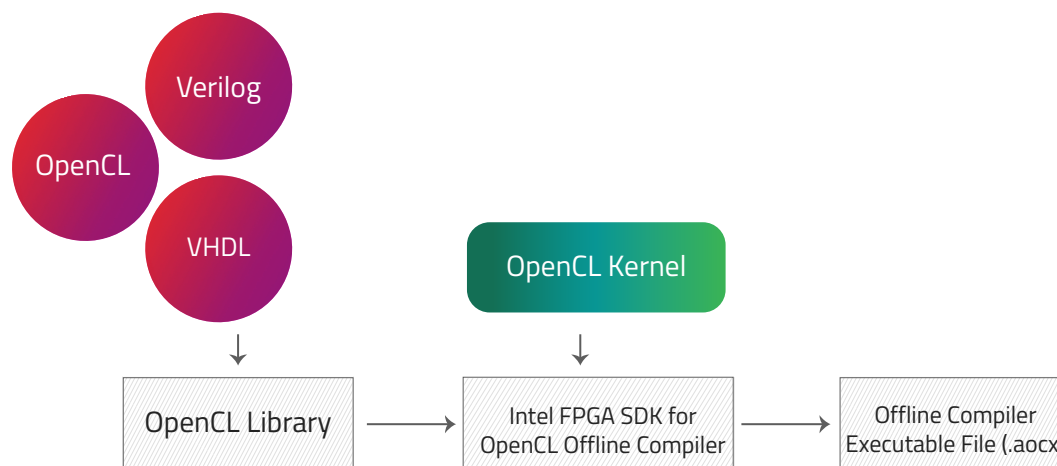 Verilog
OpenCL
VHDL
OpenCL Kernel
OpenCL Library
Intel FPGA SDK for
OpenCL Offline Compiler
Offline Compiler
Executable File (.aocx